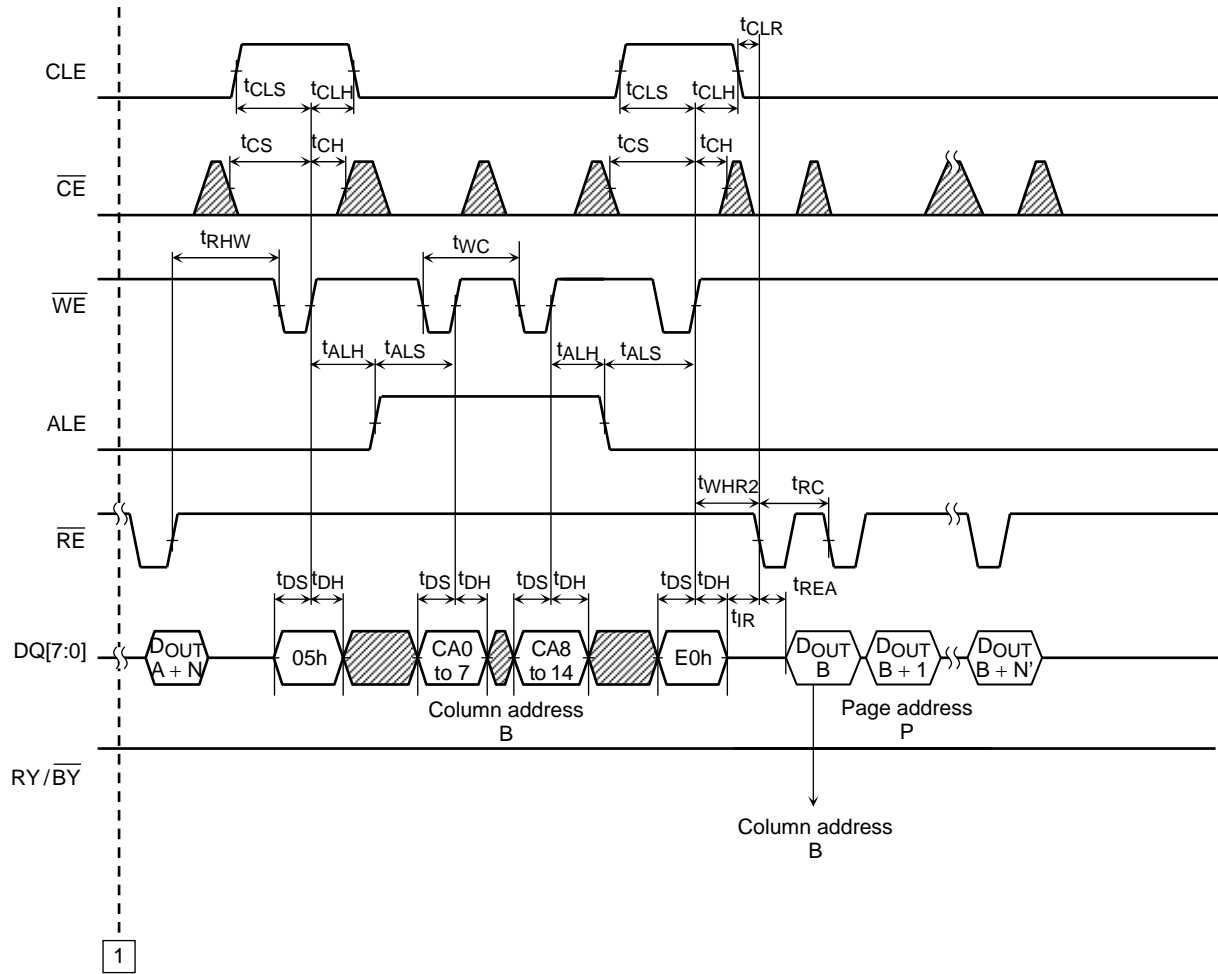 tCLR
CLE
tCLS
tCLH
tCLS
tCLH
tCS
tCH
tCS
tCH
CE
tRHW
tWC
WE
tALH
tALS
tALH
tALS
ALE
tWHR2
tRC
RE
tDS
tDH
tDS
tDH
tDS
tDH
tDS
tDH
tIR
tREA
DQ[7:0]
DOUT
A + N
05h
CA0
to 7
CA8
to 14
E0h
DOUT
B
DOUT
B + 1
DOUT
B + N’
Column address
B
Page address
P
RY/BY
Column address
B
1